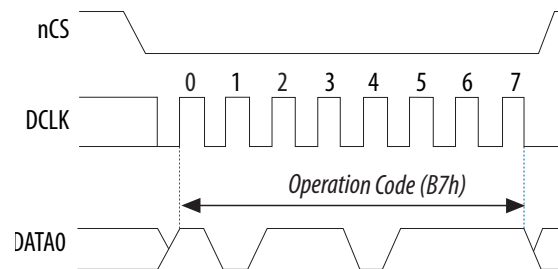 nCS
0 1 2 3 4 5 6 7
DCLK
Operation Code (B7h)
DATA0